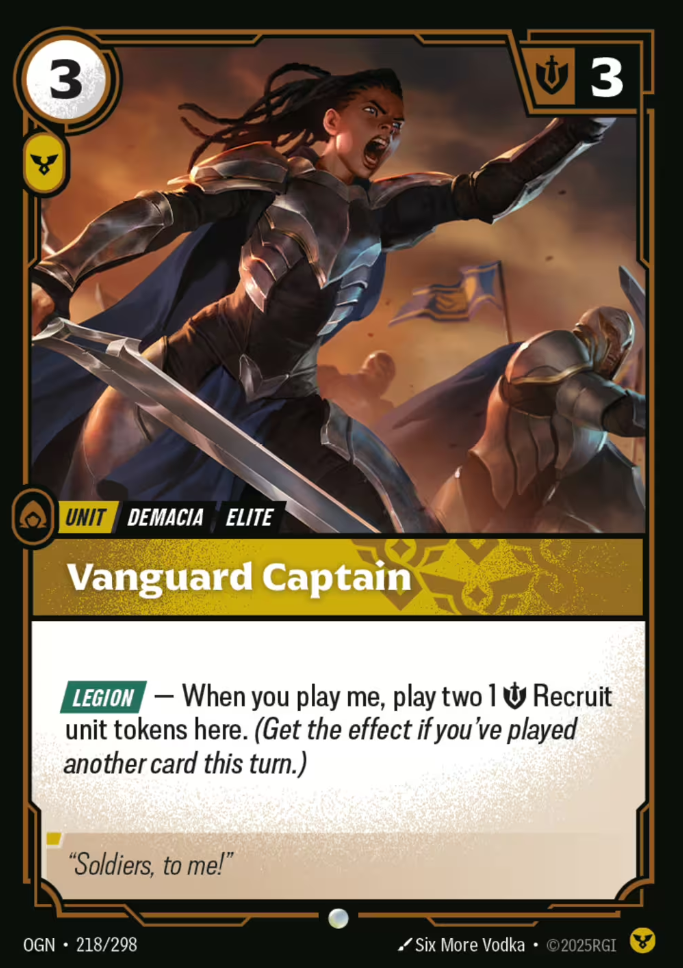 3
3
UNIT DEMACIA ELITE
Vanguard Captain
LEGION — When you play me, play two 1 Recruit
unit tokens here. (Get the effect if you've played
another card this turn.)
“Soldiers, to me!”
OGN • 218/298 Six More Vodka • ©2025RGI